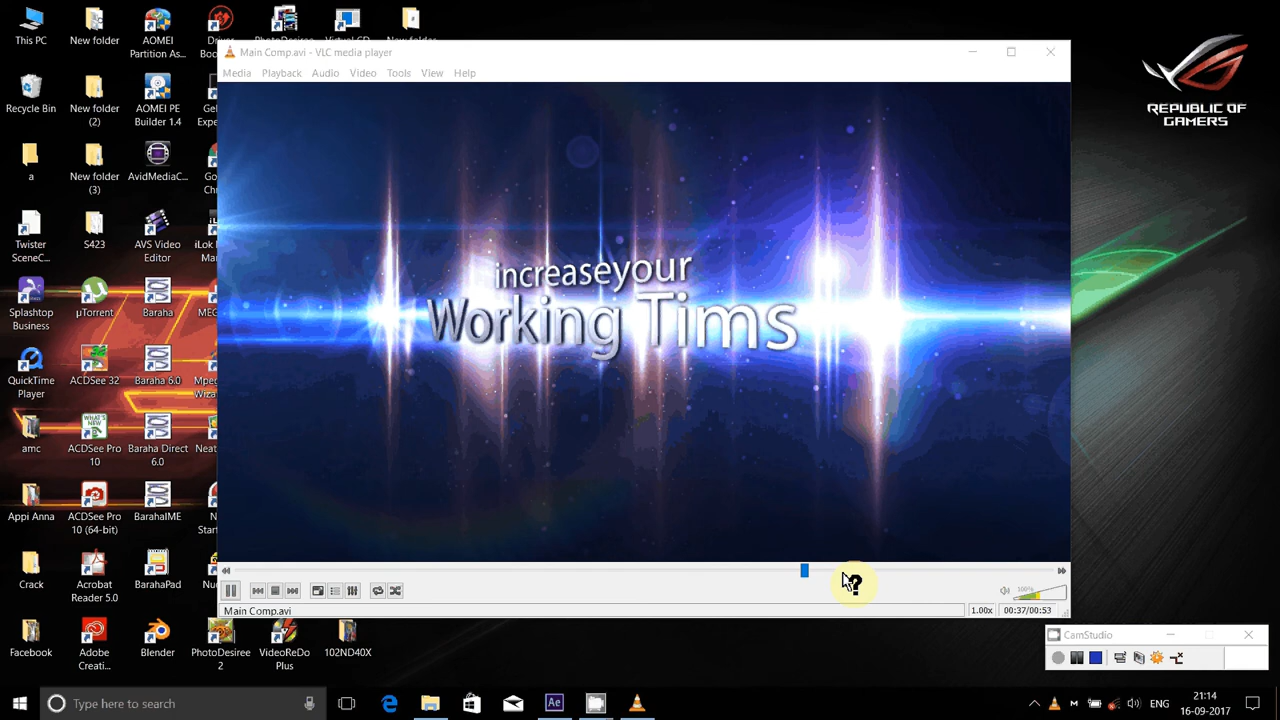 Main Comp.avi - VLC media player
Media Playback Audio Video Tools View Help
increaseyour
Working Tims
1.00x 00:37/00:53
Main Comp.avi
100%
This PC
New folder
AOMEI Partition As...
Recycle Bin
New folder (2)
AOMEI PE Builder 1.4
a
New folder (3)
AvidMediaC...
Twister SceneC...
S423
AVS Video Editor
Splashtop Business
µTorrent
Baraha
QuickTime Player
ACDSee 32
Baraha 6.0
amc
ACDSee Pro 10
Baraha Direct 6.0
Appi Anna
ACDSee Pro 10 (64-bit)
BarahaIME
Crack
Acrobat Reader 5.0
BarahaPad
Facebook
Adobe Creati...
Blender
PhotoDesiree 2
VideoReDo Plus
102ND40X
REPUBLIC OF
GAMERS
CamStudio
Type here to search
Ae
ENG
21:14
16-09-2017